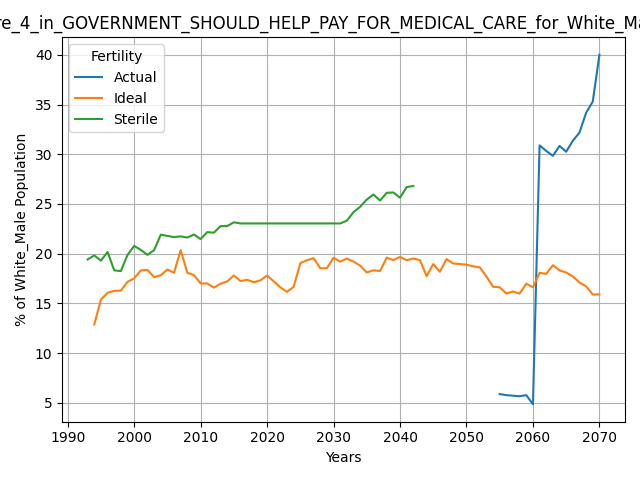 re_4_in_GOVERNMENT_SHOULD_HELP_PAY_FOR_MEDICAL_CARE_for_White_Ma
Fertility
Actual
Ideal
Sterile
% of White_Male Population
40
35
30
25
20
15
10
5
1990 2000 2010 2020 2030 2040 2050 2060 2070
Years